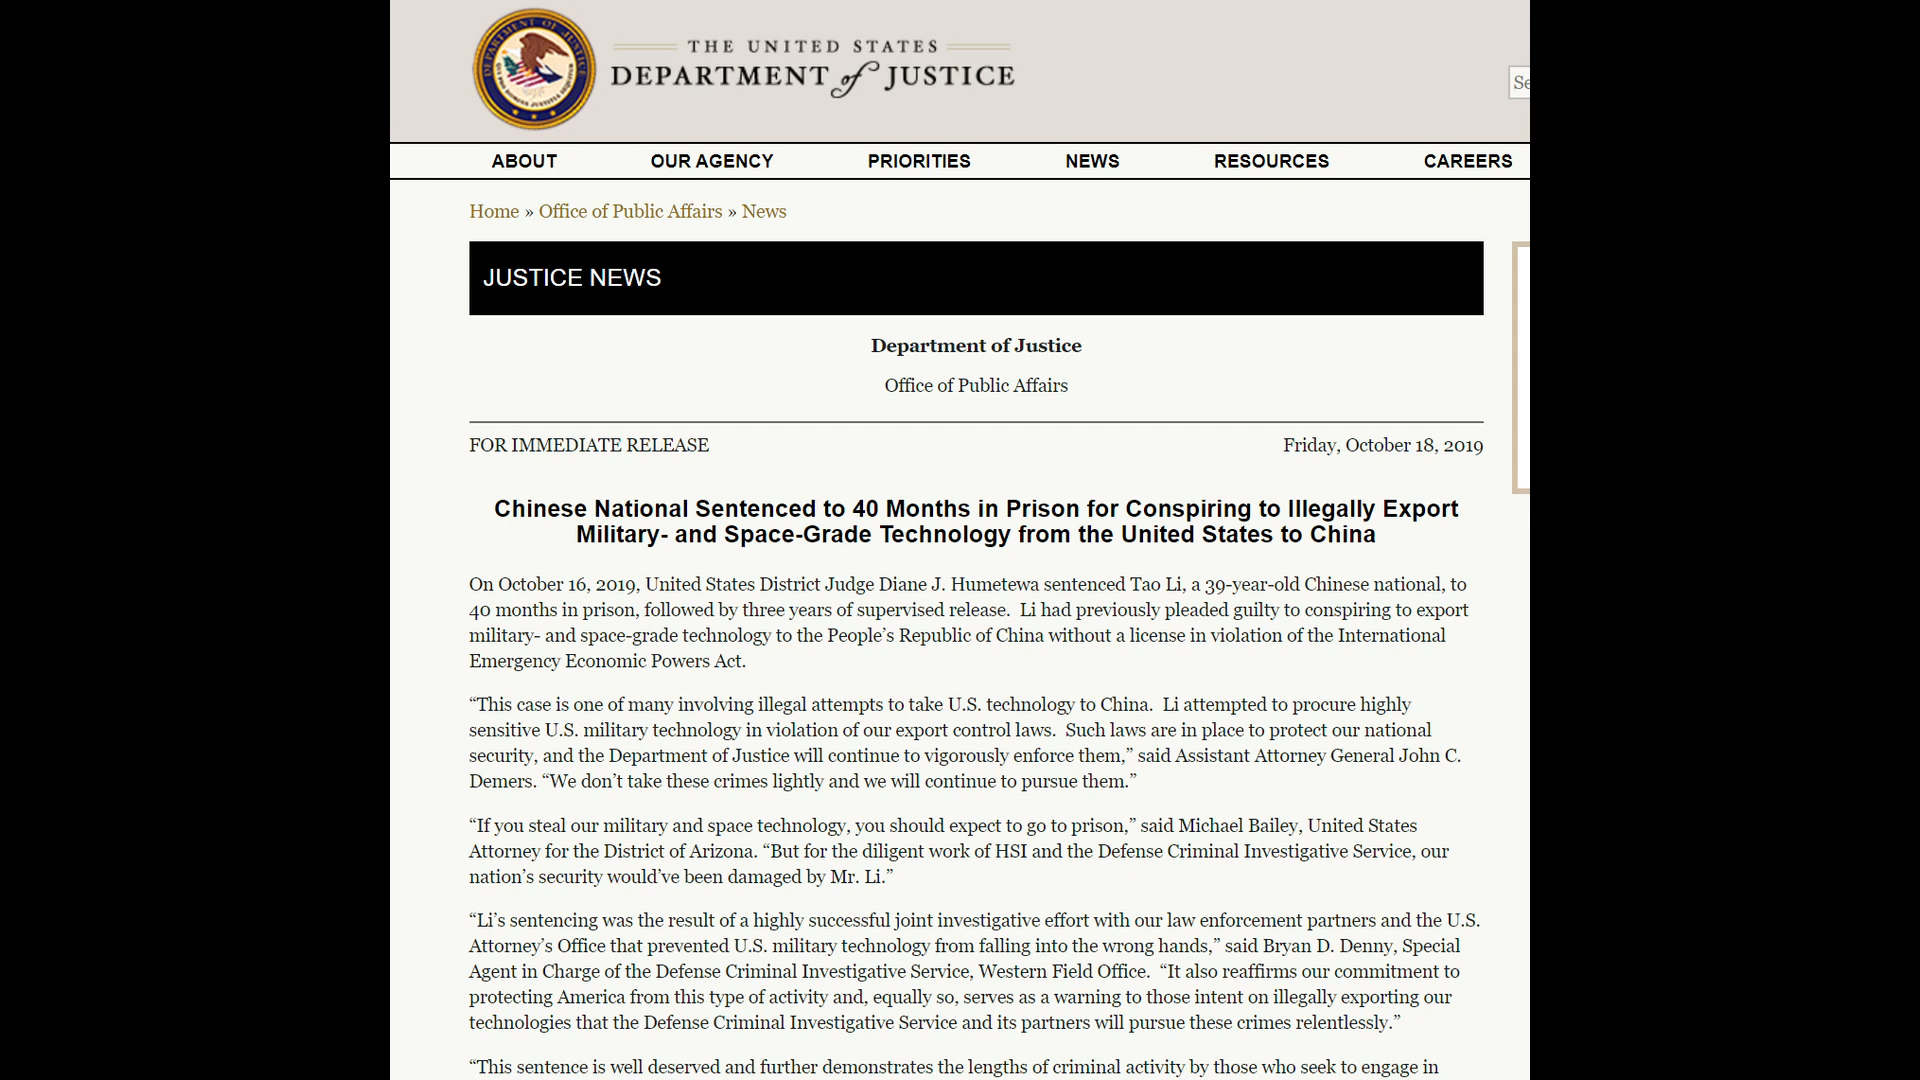 THE UNITED STATES
DEPARTMENT of JUSTICE
Se
ABOUT OUR AGENCY PRIORITIES NEWS RESOURCES CAREERS
Home » Office of Public Affairs » News
JUSTICE NEWS
Department of Justice
Office of Public Affairs
FOR IMMEDIATE RELEASE Friday, October 18, 2019
Chinese National Sentenced to 40 Months in Prison for Conspiring to Illegally Export
Military- and Space-Grade Technology from the United States to China
On October 16, 2019, United States District Judge Diane J. Humetewa sentenced Tao Li, a 39-year-old Chinese national, to
40 months in prison, followed by three years of supervised release.  Li had previously pleaded guilty to conspiring to export
military- and space-grade technology to the People’s Republic of China without a license in violation of the International
Emergency Economic Powers Act.
“This case is one of many involving illegal attempts to take U.S. technology to China.  Li attempted to procure highly
sensitive U.S. military technology in violation of our export control laws.  Such laws are in place to protect our national
security, and the Department of Justice will continue to vigorously enforce them,” said Assistant Attorney General John C.
Demers. “We don’t take these crimes lightly and we will continue to pursue them.”
“If you steal our military and space technology, you should expect to go to prison,” said Michael Bailey, United States
Attorney for the District of Arizona. “But for the diligent work of HSI and the Defense Criminal Investigative Service, our
nation’s security would’ve been damaged by Mr. Li.”
“Li’s sentencing was the result of a highly successful joint investigative effort with our law enforcement partners and the U.S.
Attorney’s Office that prevented U.S. military technology from falling into the wrong hands,” said Bryan D. Denny, Special
Agent in Charge of the Defense Criminal Investigative Service, Western Field Office.  “It also reaffirms our commitment to
protecting America from this type of activity and, equally so, serves as a warning to those intent on illegally exporting our
technologies that the Defense Criminal Investigative Service and its partners will pursue these crimes relentlessly.”
“This sentence is well deserved and further demonstrates the lengths of criminal activity by those who seek to engage in